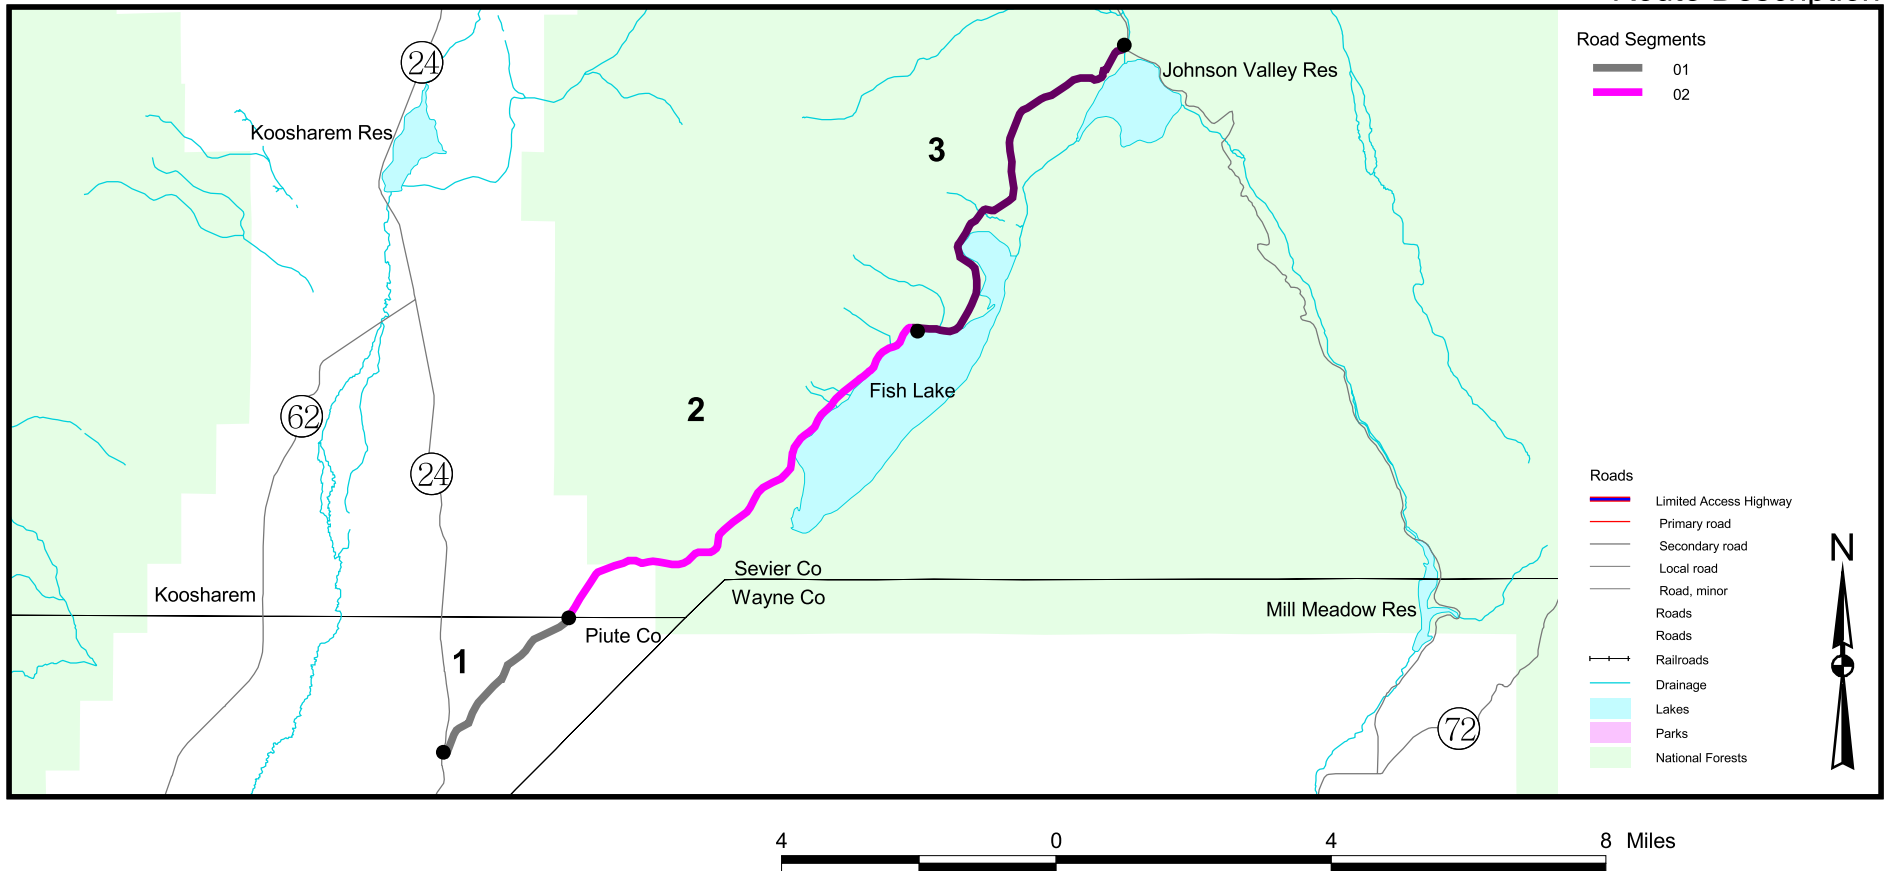 Route Description
Road Segments
01
02
24
Johnson Valley Res
Koosharem Res
3
Fish Lake
2
62
24
Sevier Co
Koosharem
Wayne Co
Mill Meadow Res
Piute Co
1
72
Roads
Limited Access Highway
Primary road
Secondary road
Local road
Road, minor
Roads
Roads
Railroads
Drainage
Lakes
Parks
National Forests
N
4 0 4 8 Miles